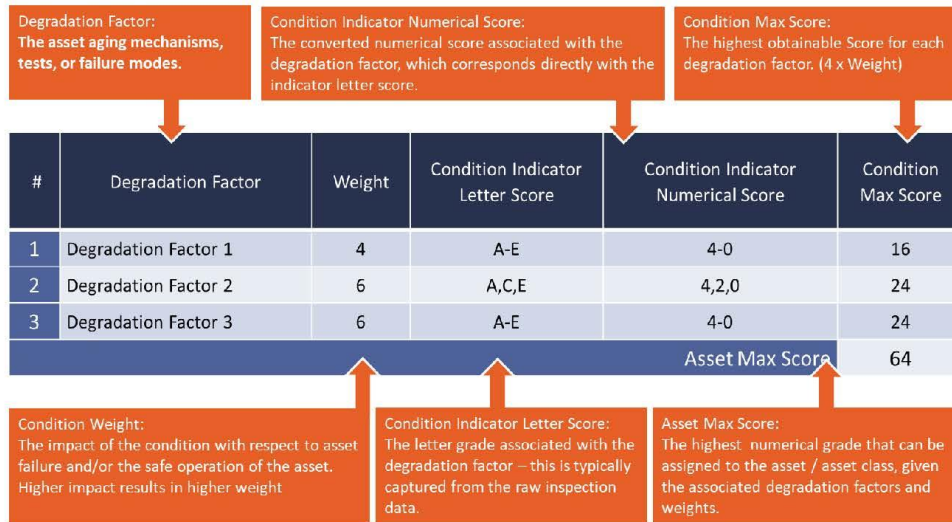 Degradation Factor:
The asset aging mechanisms,
tests, or failure modes.
Condition Indicator Numerical Score:
The converted numerical score associated with the
degradation factor, which corresponds directly with the
indicator letter score.
Condition Max Score:
The highest obtainable Score for each
degradation factor. (4 x Weight)
# Degradation Factor Weight Condition Indicator Letter Score Condition Indicator Numerical Score Condition Max Score
1 Degradation Factor 1 4 A-E 4-0 16
2 Degradation Factor 2 6 A,C,E 4,2,0 24
3 Degradation Factor 3 6 A-E 4-0 24
Asset Max Score 64
Condition Weight:
The impact of the condition with respect to asset
failure and/or the safe operation of the asset.
Higher impact results in higher weight
Condition Indicator Letter Score:
The letter grade associated with the
degradation factor – this is typically
captured from the raw inspection
data.
Asset Max Score:
The highest numerical grade that can be
assigned to the asset / asset class, given
the associated degradation factors and
weights.